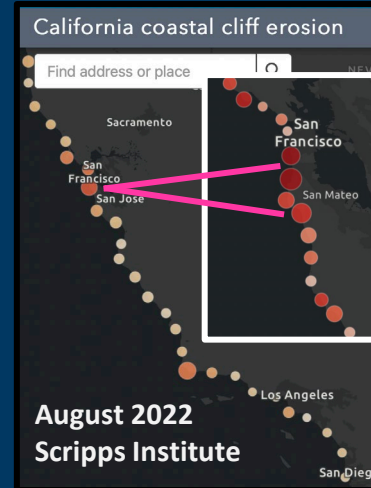 California coastal cliff erosion
Find address or place
NEV
Sacramento
San
Francisco
San Jose
San
Francisco
San Mateo
Los Angeles
August 2022
Scripps Institute
San Dieg